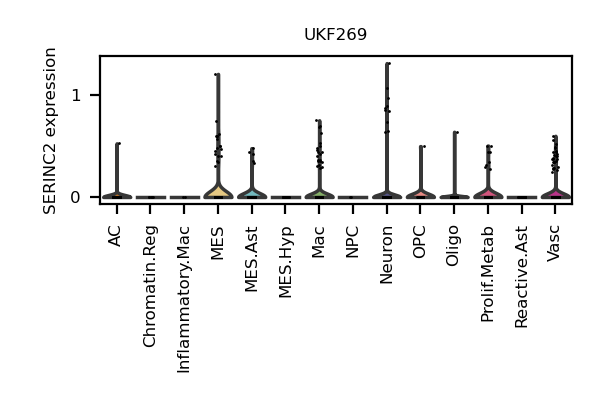 UKF269
SERINC2 expression
1
0
AC
Chromatin.Reg
Inflammatory.Mac
MES
MES.Ast
MES.Hyp
Mac
NPC
Neuron
OPC
Oligo
Prolif.Metab
Reactive.Ast
Vasc